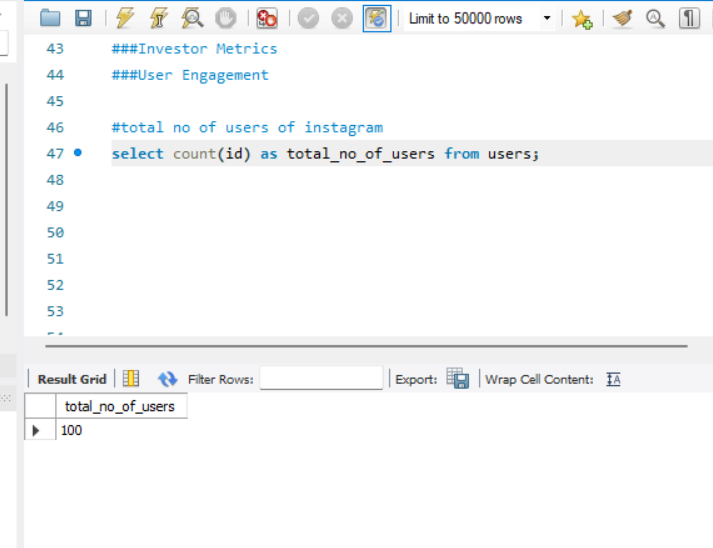 Limit to 50000 rows
43 ###Investor Metrics
44 ###User Engagement
45
46 #total no of users of instagram
47 select count(id) as total_no_of_users from users;
48
49
50
51
52
53
Result Grid Filter Rows: Export: Wrap Cell Content: IA
total_no_of_users
100